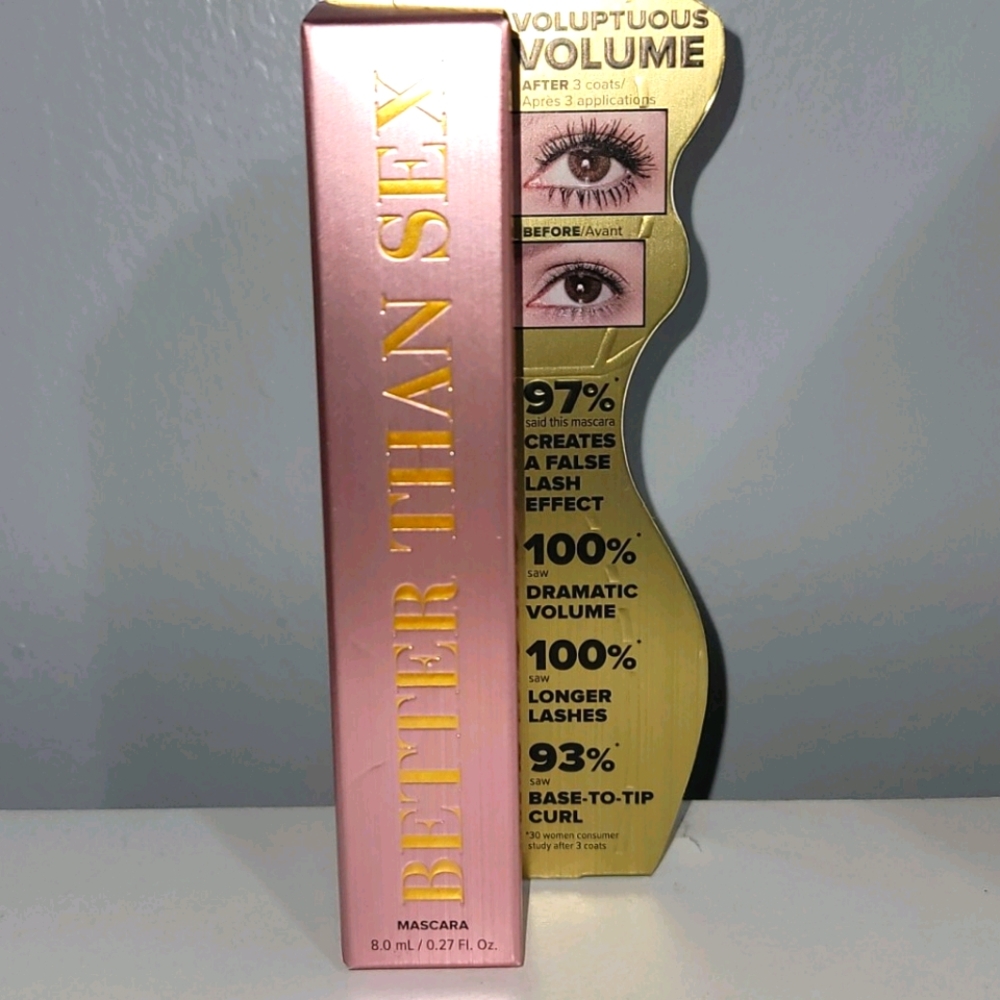 BETTER THAN SEX
MASCARA
8.0 mL / 0.27 Fl. Oz.
VOLUPTUOUS
VOLUME
AFTER 3 coats/
Après 3 applications
BEFORE/Avant
97%*
said this mascara
CREATES
A FALSE
LASH
EFFECT
100%*
saw
DRAMATIC
VOLUME
100%*
saw
LONGER
LASHES
93%*
saw
BASE-TO-TIP
CURL
*30 women consumer
study after 3 coats